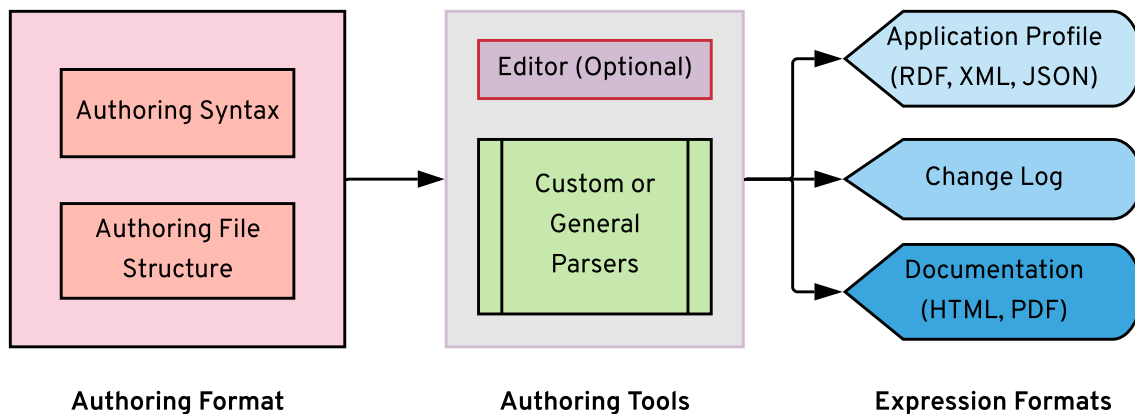 Authoring Syntax
Authoring File
Structure
Authoring Format
Editor (Optional)
Custom or
General
Parsers
Authoring Tools
Application Profile
(RDF, XML, JSON)
Change Log
Documentation
(HTML, PDF)
Expression Formats